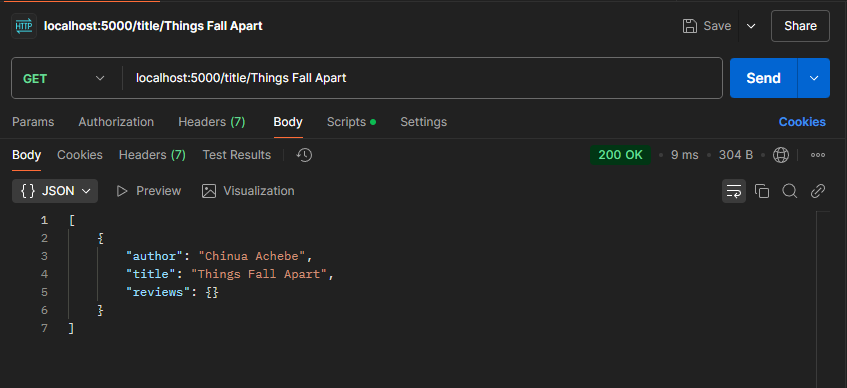 HTTP localhost:5000/title/Things Fall Apart Save Share
GET localhost:5000/title/Things Fall Apart Send
Params Authorization Headers (7) Body Scripts Settings Cookies
Body Cookies Headers (7) Test Results 200 OK 9 ms 304 B
{} JSON Preview Visualization
1 [
2 {
3 "author": "Chinua Achebe",
4 "title": "Things Fall Apart",
5 "reviews": {}
6 }
7 ]